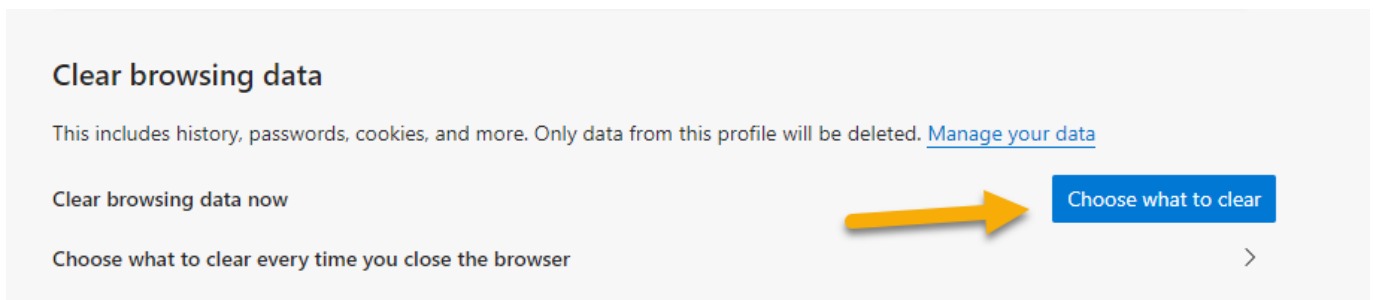 Clear browsing data
This includes history, passwords, cookies, and more. Only data from this profile will be deleted. Manage your data
Clear browsing data now
Choose what to clear
Choose what to clear every time you close the browser